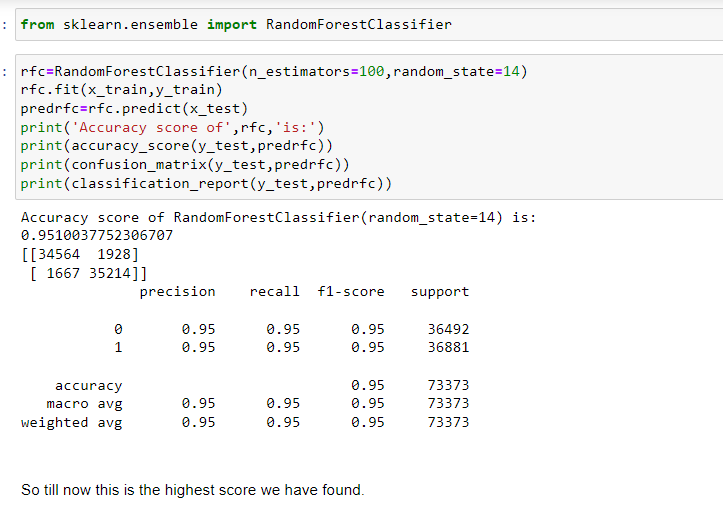 : from sklearn.ensemble import RandomForestClassifier
: rfc=RandomForestClassifier(n_estimators=100,random_state=14)
rfc.fit(x_train,y_train)
predrfc=rfc.predict(x_test)
print('Accuracy score of',rfc,'is:')
print(accuracy_score(y_test,predrfc))
print(confusion_matrix(y_test,predrfc))
print(classification_report(y_test,predrfc))
Accuracy score of RandomForestClassifier(random_state=14) is:
0.9510037752306707
[[34564  1928]
 [ 1667 35214]]
              precision    recall  f1-score   support
           0       0.95      0.95      0.95     36492
           1       0.95      0.95      0.95     36881
    accuracy                           0.95     73373
   macro avg       0.95      0.95      0.95     73373
weighted avg       0.95      0.95      0.95     73373
So till now this is the highest score we have found.